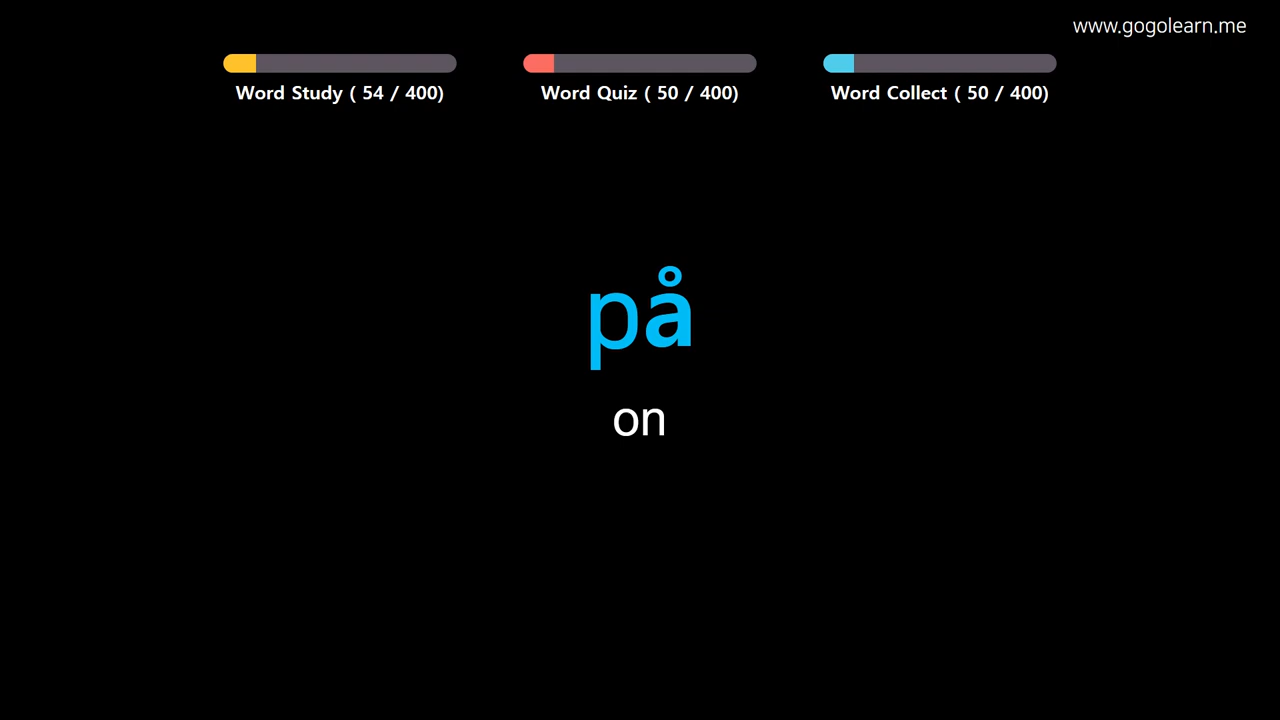 www.gogolearn.me
Word Study ( 54 / 400)
Word Quiz ( 50 / 400)
Word Collect ( 50 / 400)
på
on